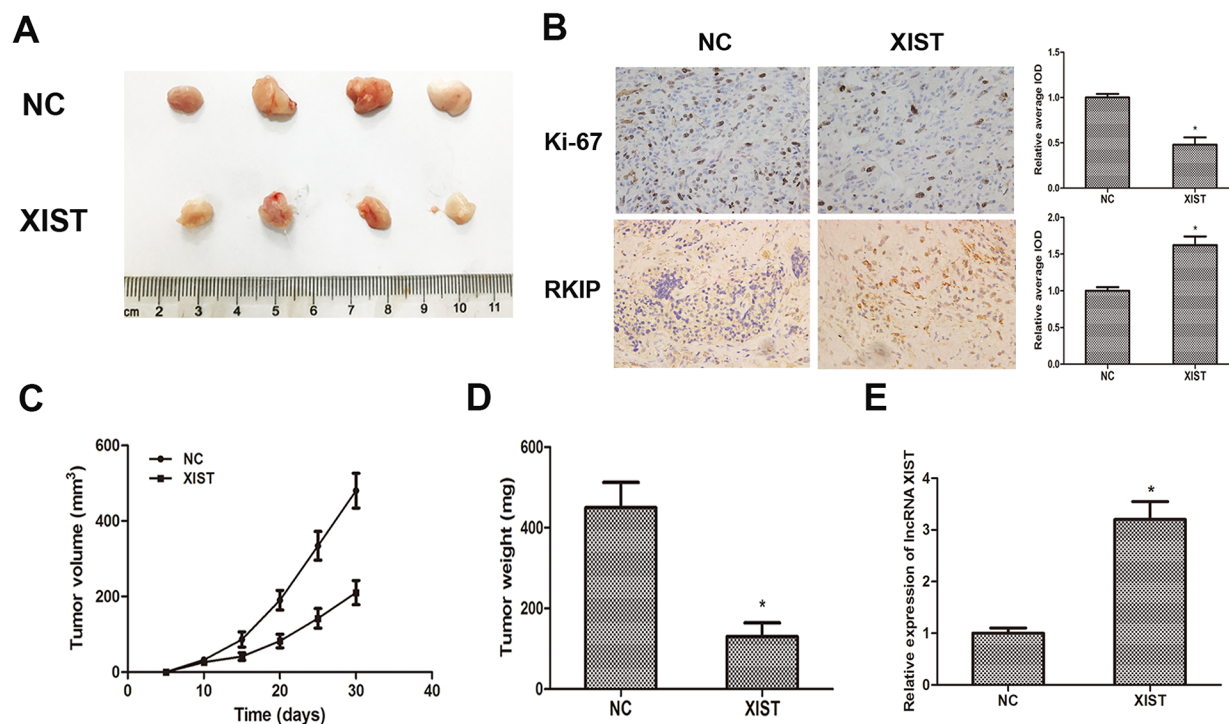 A
NC
XIST
cm 2 3 4 5 6 7 8 9 10 11
B
NC XIST
Ki-67
RKIP
Relative average IOD
1.5
1.0
0.5
0.0
*
NC XIST
Relative average IOD
2.0
1.5
1.0
0.5
0.0
*
NC XIST
C
Tumor volume (mm³)
600
400
200
0
NC
XIST
0 10 20 30 40
Time (days)
D
Tumor weight (mg)
600
400
200
0
*
NC XIST
E
Relative expression of lncRNA XIST
4
3
2
1
0
*
NC XIST